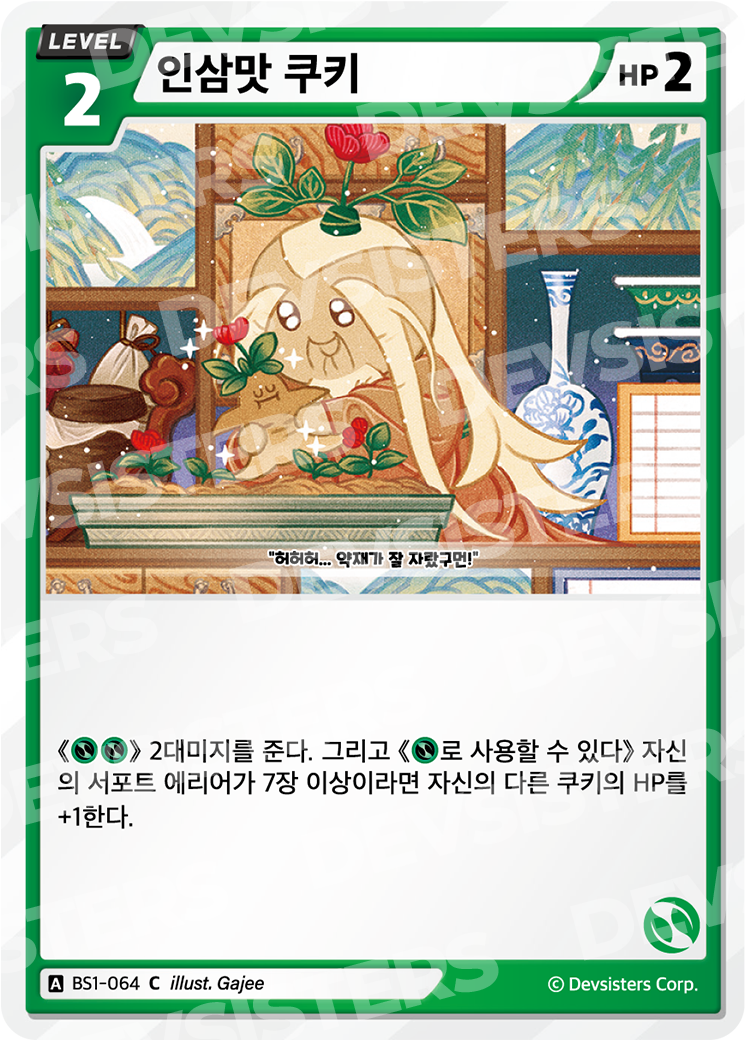 LEVEL
2
인삼맛 쿠키
HP 2
"허허허... 약재가 잘 자랐구먼!"
《》 2대미지를 준다. 그리고 《로 사용할 수 있다》 자신
의 서포트 에리어가 7장 이상이라면 자신의 다른 쿠키의 HP를
+1한다.
A BS1-064 C illust. Gajee
© Devsisters Corp.
DEVSISTERS